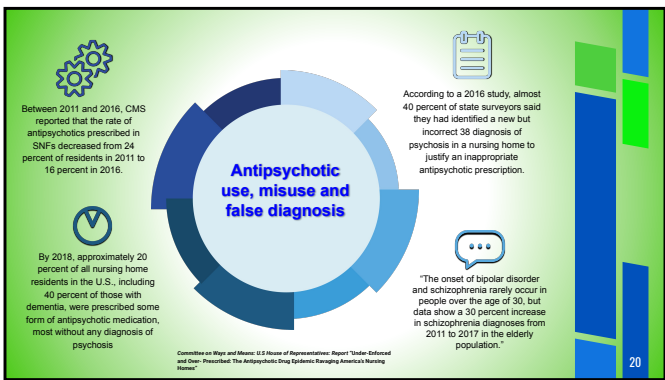 Between 2011 and 2016, CMS
reported that the rate of
antipsychotics prescribed in
SNFs decreased from 24
percent of residents in 2011 to
16 percent in 2016.
According to a 2016 study, almost
40 percent of state surveyors said
they had identified a new but
incorrect 38 diagnosis of
psychosis in a nursing home to
justify an inappropriate
antipsychotic prescription.
Antipsychotic
use, misuse and
false diagnosis
By 2018, approximately 20
percent of all nursing home
residents in the U.S., including
40 percent of those with
dementia, were prescribed some
form of antipsychotic medication,
most without any diagnosis of
psychosis
"The onset of bipolar disorder
and schizophrenia rarely occur in
people over the age of 30, but
data show a 30 percent increase
in schizophrenia diagnoses from
2011 to 2017 in the elderly
population."
Committee on Ways and Means: U.S House of Representatives: Report "Under-Enforced
and Over- Prescribed: The Antipsychotic Drug Epidemic Ravaging America's Nursing
Homes"
20